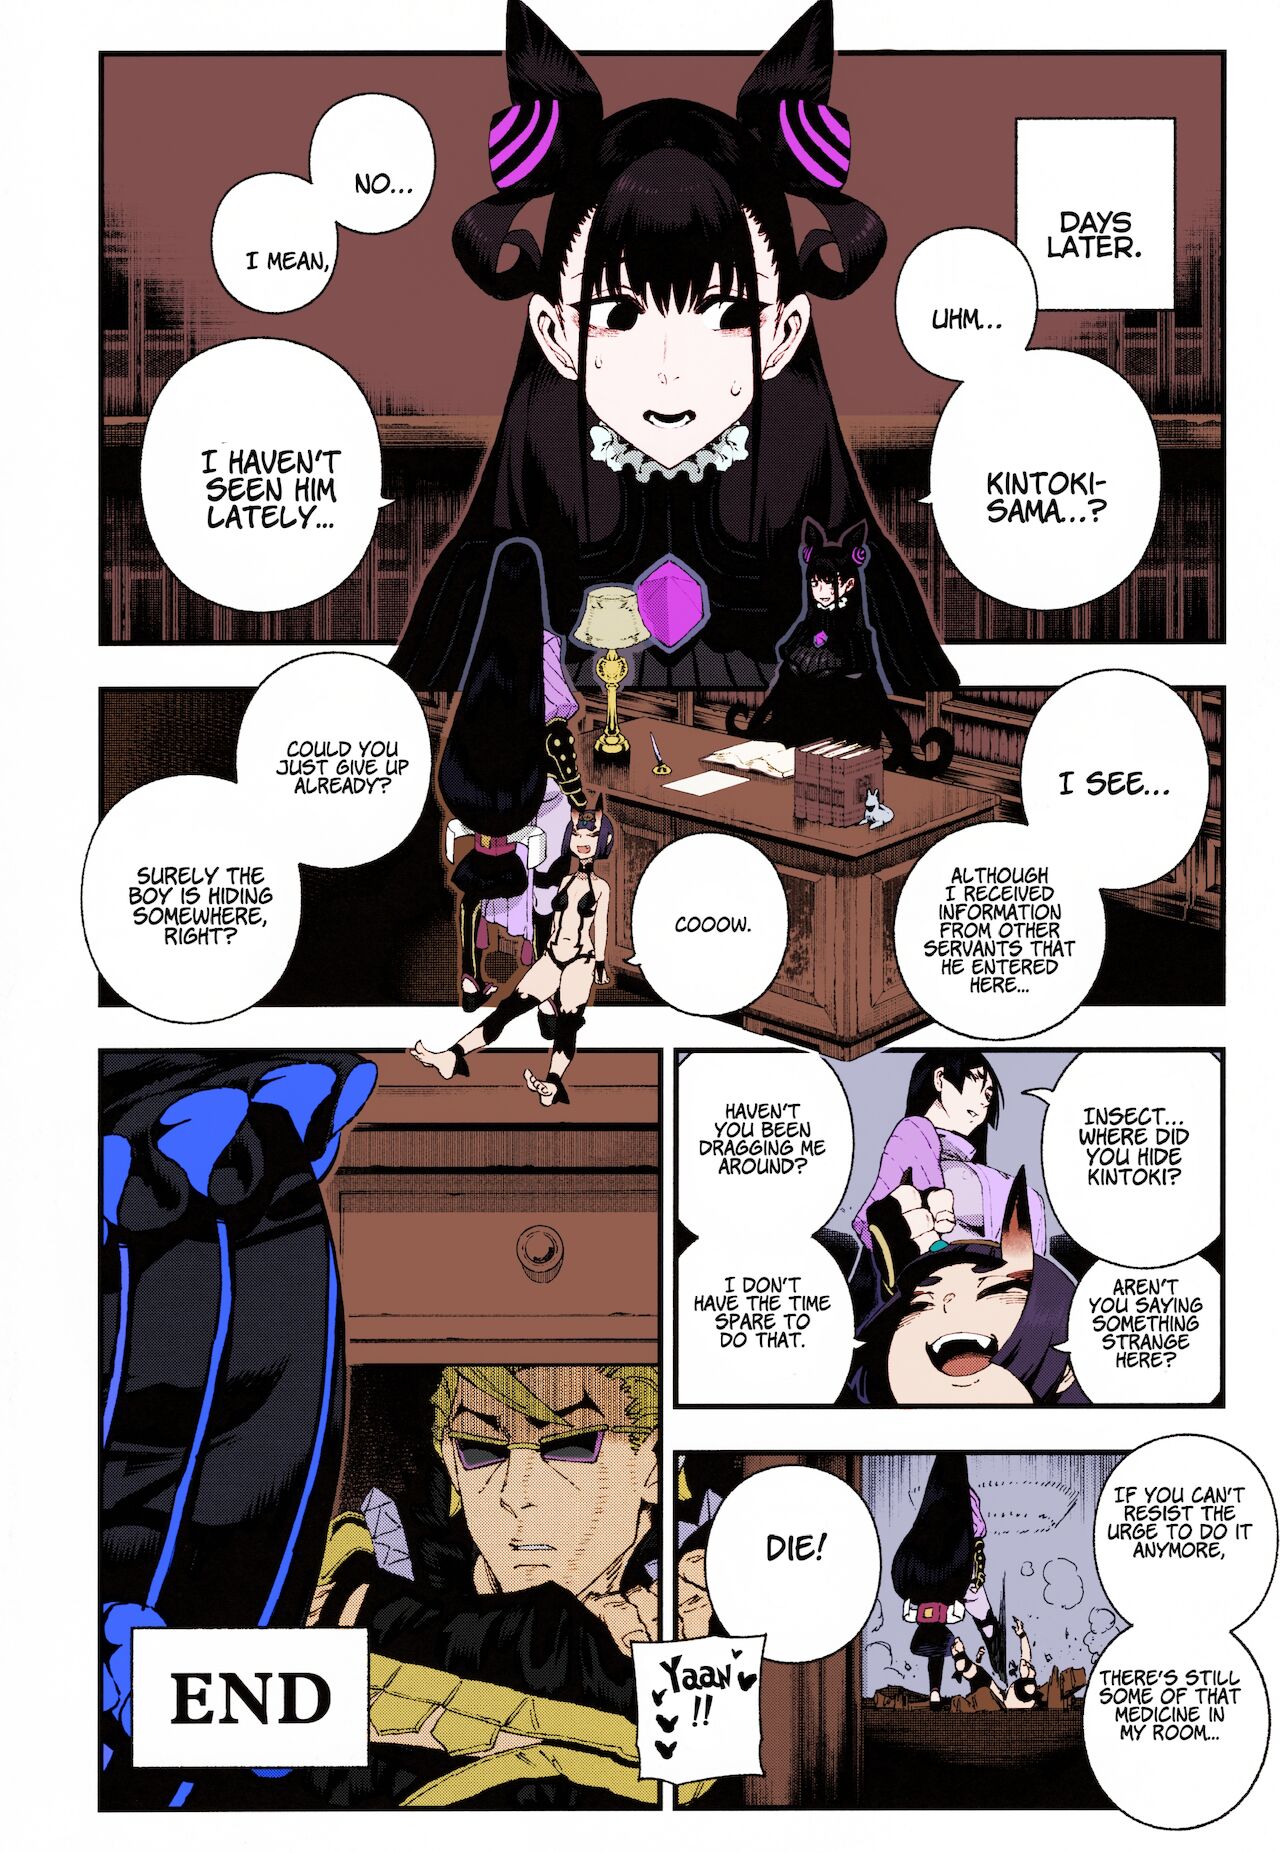 DAYS
LATER.
UHM...
KINTOKI-
SAMA...?
NO...
I MEAN,
I HAVEN'T
SEEN HIM
LATELY...
I SEE...
ALTHOUGH
I RECEIVED
INFORMATION
FROM OTHER
SERVANTS THAT
HE ENTERED
HERE...
COOOW.
COULD YOU
JUST GIVE UP
ALREADY?
SURELY THE
BOY IS HIDING
SOMEWHERE,
RIGHT?
INSECT...
WHERE DID
YOU HIDE
KINTOKI?
AREN'T
YOU SAYING
SOMETHING
STRANGE
HERE?
HAVEN'T
YOU BEEN
DRAGGING ME
AROUND?
I DON'T
HAVE THE TIME
SPARE TO
DO THAT.
IF YOU CAN'T
RESIST THE
URGE TO DO IT
ANYMORE,
THERE'S STILL
SOME OF THAT
MEDICINE IN
MY ROOM...
DIE!
Yaan
!!
END